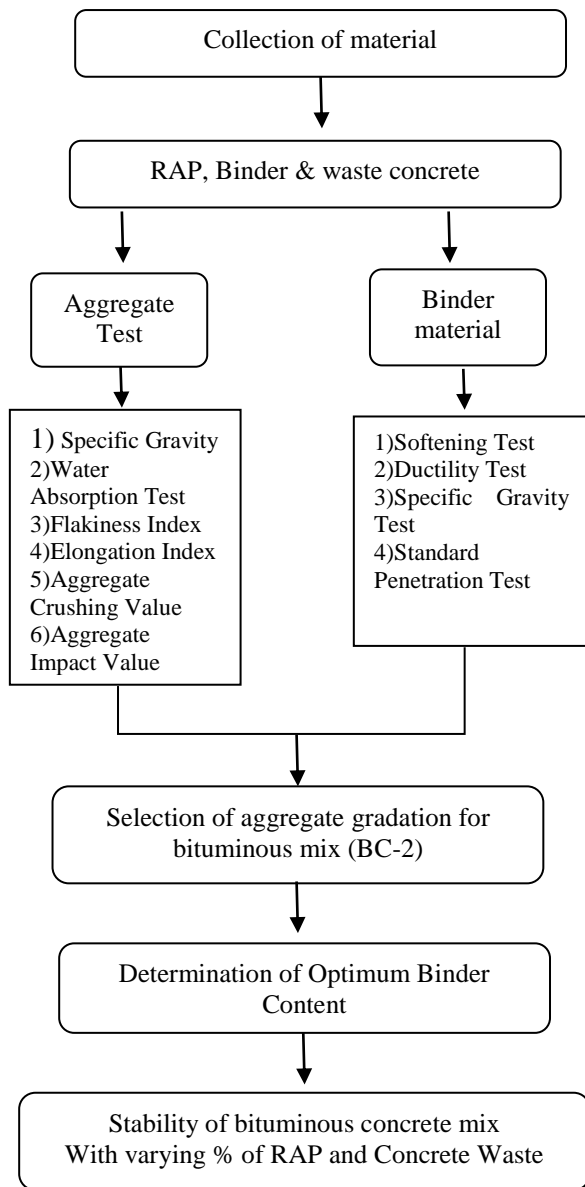 Collection of material
RAP, Binder & waste concrete
Aggregate
Test
Binder
material
1) Specific Gravity
2)Water
Absorption Test
3)Flakiness Index
4)Elongation Index
5)Aggregate
Crushing Value
6)Aggregate
Impact Value
1)Softening Test
2)Ductility Test
3)Specific Gravity
Test
4)Standard
Penetration Test
Selection of aggregate gradation for
bituminous mix (BC-2)
Determination of Optimum Binder
Content
Stability of bituminous concrete mix
With varying % of RAP and Concrete Waste